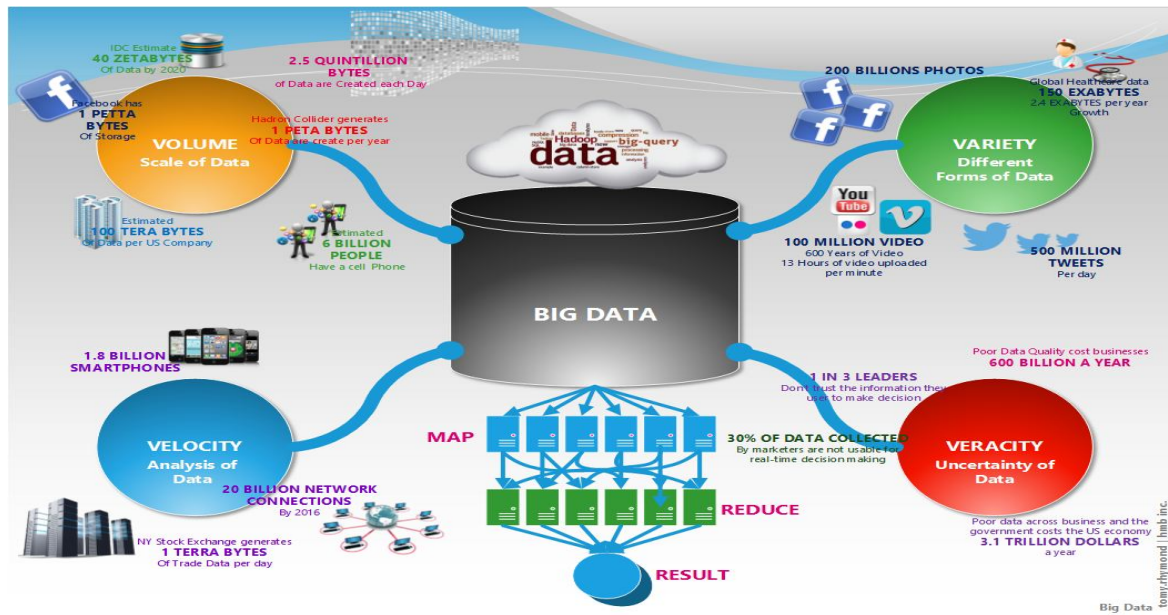 IDC Estimate
40 ZETABYTES
Of Data by 2020
Facebook has
1 PETTA
BYTES
Of Storage
2.5 QUINTILLION
BYTES
of Data are Created each Day
Hadron Collider generates
1 PETA BYTES
Of Data are create per year
VOLUME
Scale of Data
Estimated
100 TERA BYTES
Of Data per US Company
Estimated
6 BILLION
PEOPLE
Have a cell Phone
Hadoop
big-query
compression
mobile
processing
data
200 BILLIONS PHOTOS
Global Healthcare data
150 EXABYTES
2.4 EXABYTES per year
Growth
VARIETY
Different
Forms of Data
You
Tube
100 MILLION VIDEO
600 Years of Video
13 Hours of video uploaded
per minute
500 MILLION
TWEETS
Per day
BIG DATA
1.8 BILLION
SMARTPHONES
VELOCITY
Analysis of
Data
20 BILLION NETWORK
CONNECTIONS
By 2016
NY Stock Exchange generates
1 TERRA BYTES
Of Trade Data per day
MAP
REDUCE
RESULT
Poor Data Quality cost businesses
600 BILLION A YEAR
1 IN 3 LEADERS
Don't trust the information they
user to make decision
30% OF DATA COLLECTED
By marketers are not usable for
real-time decision making
VERACITY
Uncertainty of
Data
Poor data across business and the
government costs the US economy
3.1 TRILLION DOLLARS
a year
Big Data
tomy.rhymond | hmb inc.